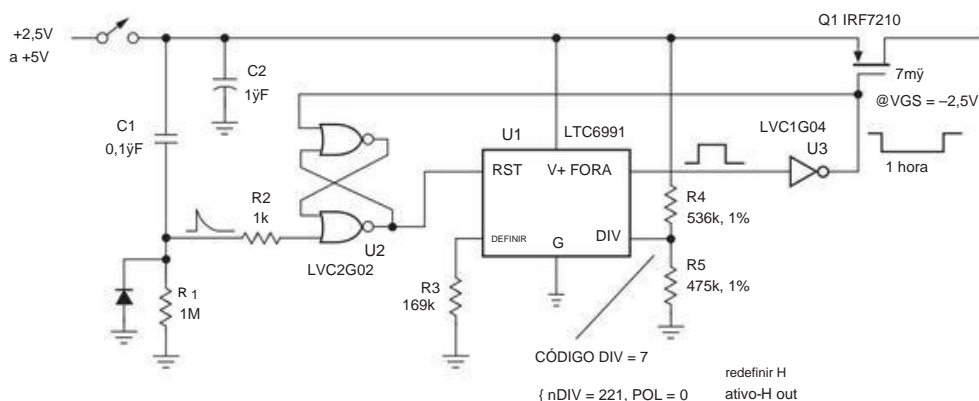 Q1 IRF7210
+2,5V
a +5V
C2
1ÿF
7mÿ
@VGS = –2,5V
C1
0,1ÿF
U1
LTC6991
LVC1G04
U3
RST
V+ FORA
1 hora
R2
1k
R4
536k, 1%
DEFINIR
G
DIV
U2
LVC2G02
R3
169k
R5
475k, 1%
R 1
1M
CÓDIGO DIV = 7
redefinir H
{ nDIV = 221, POL = 0
ativo-H out